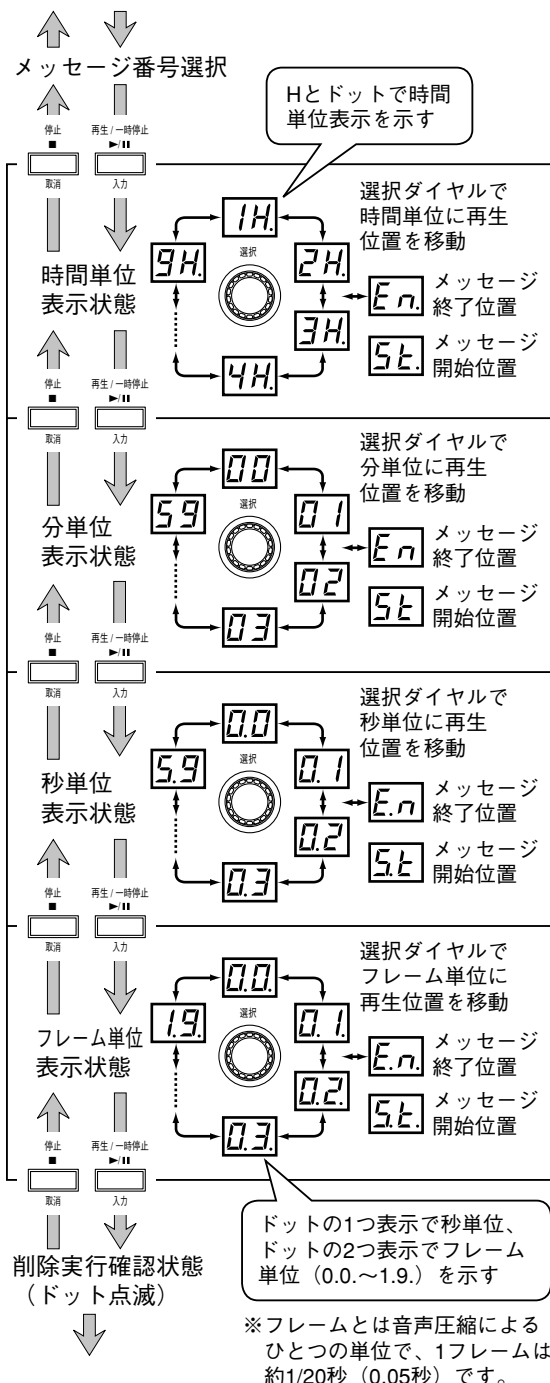 メッセージ番号選択
Hとドットで時間
単位表示を示す
停止
■
再生 / 一時停止
▶/❚❚
取消
入力
1H.
選択
9H.
2H.
3H.
4H.
選択ダイヤルで
時間単位に再生
位置を移動
En.
メッセージ
終了位置
St.
メッセージ
開始位置
時間単位
表示状態
停止
■
再生 / 一時停止
▶/❚❚
取消
入力
00
選択
59
01
02
03
選択ダイヤルで
分単位に再生
位置を移動
En
メッセージ
終了位置
St
メッセージ
開始位置
分単位
表示状態
停止
■
再生 / 一時停止
▶/❚❚
取消
入力
0.0
選択
5.9
0.1
0.2
0.3
選択ダイヤルで
秒単位に再生
位置を移動
E.n
メッセージ
終了位置
S.t
メッセージ
開始位置
秒単位
表示状態
停止
■
再生 / 一時停止
▶/❚❚
取消
入力
0.0.
選択
1.9.
0.1.
0.2.
0.3.
選択ダイヤルで
フレーム単位に
再生位置を移動
E.n.
メッセージ
終了位置
S.t.
メッセージ
開始位置
フレーム単位
表示状態
停止
■
再生 / 一時停止
▶/❚❚
取消
入力
ドットの1つ表示で秒単位、
ドットの2つ表示でフレーム
単位（0.0.～1.9.）を示す
削除実行確認状態
（ドット点滅）
※フレームとは音声圧縮による
ひとつの単位で、1フレームは
約1/20秒（0.05秒）です。